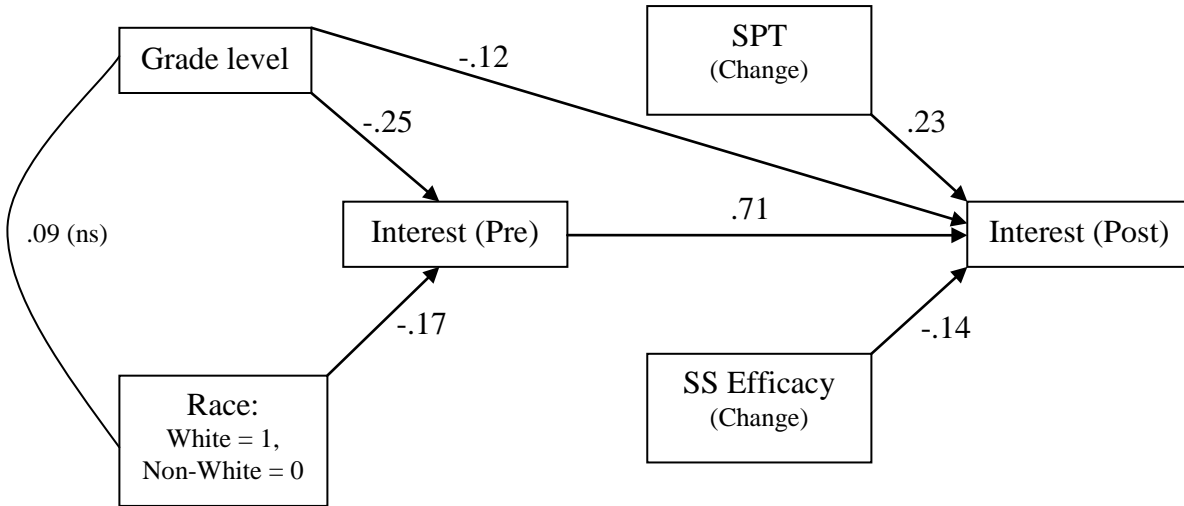 Grade level
-.12
SPT
(Change)
-.25
.23
.09 (ns)
Interest (Pre)
.71
Interest (Post)
-.17
-.14
Race:
White = 1,
Non-White = 0
SS Efficacy
(Change)